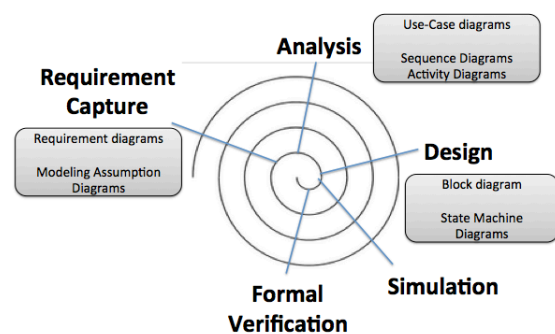 Use-Case diagrams
Sequence Diagrams
Activity Diagrams
Analysis
Requirement
Capture
Requirement diagrams
Modeling Assumption
Diagrams
Design
Block diagram
State Machine
Diagrams
Simulation
Formal
Verification